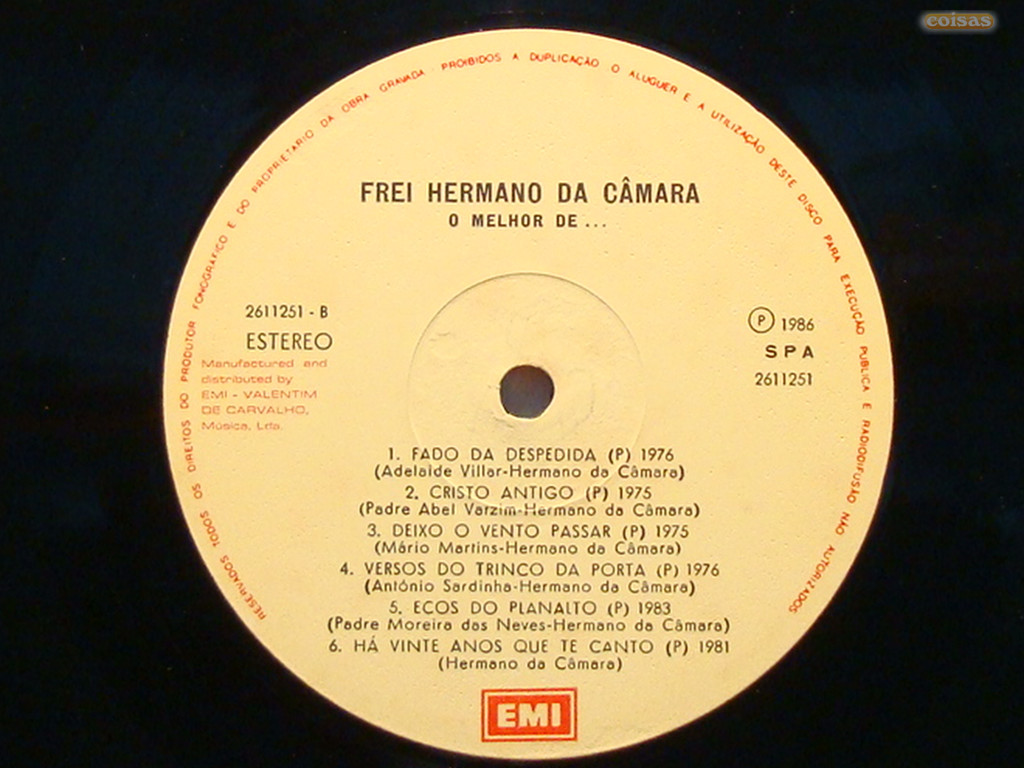 coisas
RESERVADOS TODOS OS DIREITOS DO PRODUTOR FONOGRÁFICO E DO PROPRIETÁRIO DA OBRA GRAVADA · PROIBIDOS A DUPLICAÇÃO O ALUGUER E A UTILIZAÇÃO DESTE DISCO PARA EXECUÇÃO PUBLICA E RADIODIFUSÃO NÃO AUTORIZADOS
FREI HERMANO DA CÂMARA
O MELHOR DE...
2611251 - B
ESTEREO
Manufactured and
distributed by
EMI - VALENTIM
DE CARVALHO,
Música, Lda.
P 1986
SPA
2611251
1. FADO DA DESPEDIDA (P) 1976
(Adelaide Villar-Hermano da Câmara)
2. CRISTO ANTIGO (P) 1975
(Padre Abel Varzim-Hermano da Câmara)
3. DEIXO O VENTO PASSAR (P) 1975
(Mário Martins-Hermano da Câmara)
4. VERSOS DO TRINCO DA PORTA (P) 1976
(António Sardinha-Hermano da Câmara)
5. ECOS DO PLANALTO (P) 1983
(Padre Moreira das Neves-Hermano da Câmara)
6. HÁ VINTE ANOS QUE TE CANTO (P) 1981
(Hermano da Câmara)
EMI